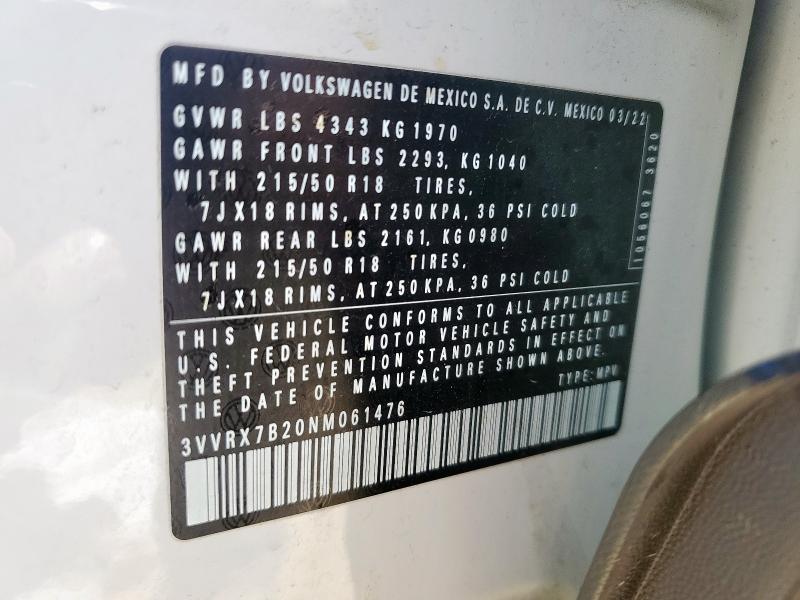 MFD BY VOLKSWAGEN DE MEXICO S.A. DE C.V. MEXICO 03/22
GVWR LBS 4343 KG 1970
GAWR FRONT LBS 2293, KG 1040
WITH 215/50 R18 TIRES,
7JX18 RIMS, AT 250 KPA, 36 PSI COLD
GAWR REAR LBS 2161, KG 0980
WITH 215/50 R18 TIRES,
7JX18 RIMS, AT 250 KPA, 36 PSI COLD
1056067 3620
THIS VEHICLE CONFORMS TO ALL APPLICABLE
U.S. FEDERAL MOTOR VEHICLE SAFETY AND
THEFT PREVENTION STANDARDS IN EFFECT ON
THE DATE OF MANUFACTURE SHOWN ABOVE.
TYPE: MPV
3VVRX7B20NM061476